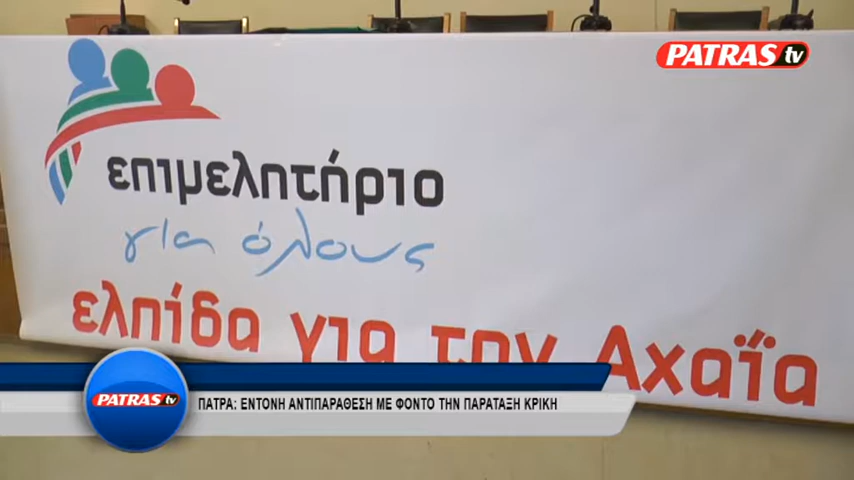 PATRAS tv
επιμελητήριο
για όλους
ελπίδα για την Αχαΐα
PATRAS tv
ΠΑΤΡΑ: ΕΝΤΟΝΗ ΑΝΤΙΠΑΡΑΘΕΣΗ ΜΕ ΦΟΝΤΟ ΤΗΝ ΠΑΡΑΤΑΞΗ ΚΡΙΚΗ